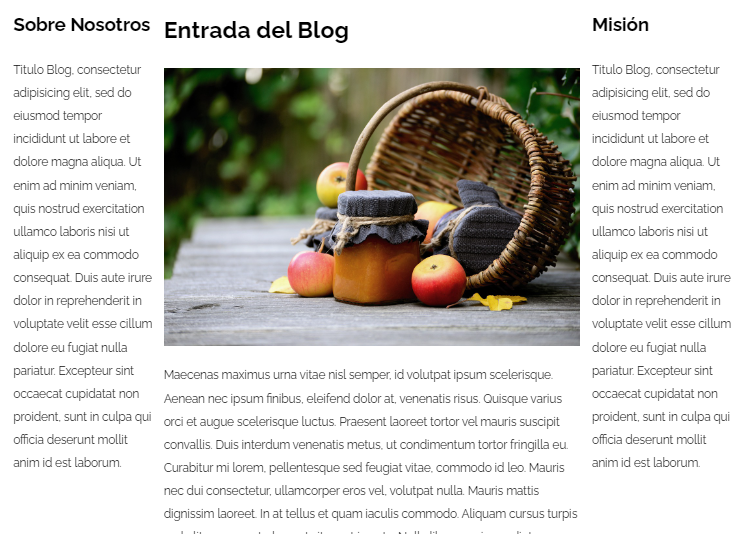 Sobre Nosotros
Titulo Blog, consectetur
adipisicing elit, sed do
eiusmod tempor
incididunt ut labore et
dolore magna aliqua. Ut
enim ad minim veniam,
quis nostrud exercitation
ullamco laboris nisi ut
aliquip ex ea commodo
consequat. Duis aute irure
dolor in reprehenderit in
voluptate velit esse cillum
dolore eu fugiat nulla
pariatur. Excepteur sint
occaecat cupidatat non
proident, sunt in culpa qui
officia deserunt mollit
anim id est laborum.
Entrada del Blog
Maecenas maximus urna vitae nisl semper, id volutpat ipsum scelerisque.
Aenean nec ipsum finibus, eleifend dolor at, venenatis risus. Quisque varius
orci et augue scelerisque luctus. Praesent laoreet tortor vel mauris suscipit
convallis. Duis interdum venenatis metus, ut condimentum tortor fringilla eu.
Curabitur mi lorem, pellentesque sed feugiat vitae, commodo id leo. Mauris
nec dui consectetur, ullamcorper eros vel, volutpat nulla. Mauris mattis
dignissim laoreet. In at tellus et quam iaculis commodo. Aliquam cursus turpis
Misión
Titulo Blog, consectetur
adipisicing elit, sed do
eiusmod tempor
incididunt ut labore et
dolore magna aliqua. Ut
enim ad minim veniam,
quis nostrud exercitation
ullamco laboris nisi ut
aliquip ex ea commodo
consequat. Duis aute irure
dolor in reprehenderit in
voluptate velit esse cillum
dolore eu fugiat nulla
pariatur. Excepteur sint
occaecat cupidatat non
proident, sunt in culpa qui
officia deserunt mollit
anim id est laborum.